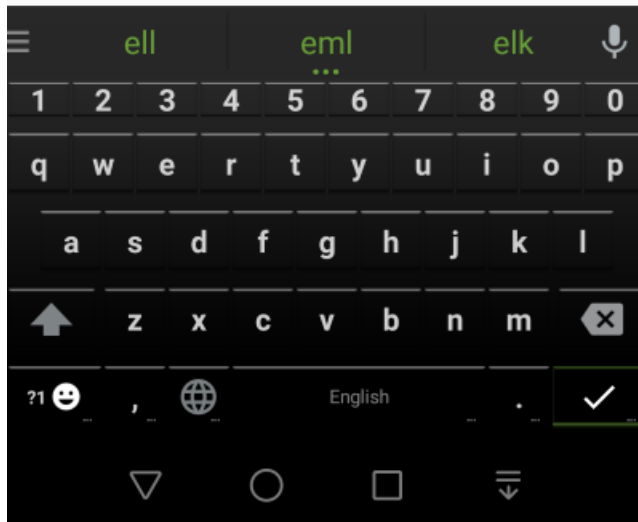 ell eml elk
1 2 3 4 5 6 7 8 9 0
q w e r t y u i o p
a s d f g h j k l
z x c v b n m
?1 , English .